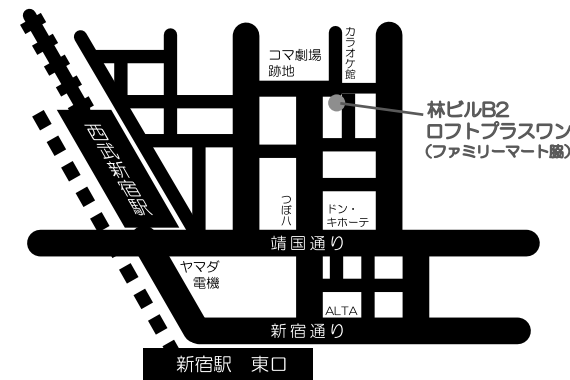 カラオケ館
コマ劇場
跡地
林ビルB2
ロフトプラスワン
(ファミリーマート脇)
西武新宿駅
つぼ八
ドン・
キホーテ
靖国通り
ヤマダ
電機
ALTA
新宿通り
新宿駅 東口